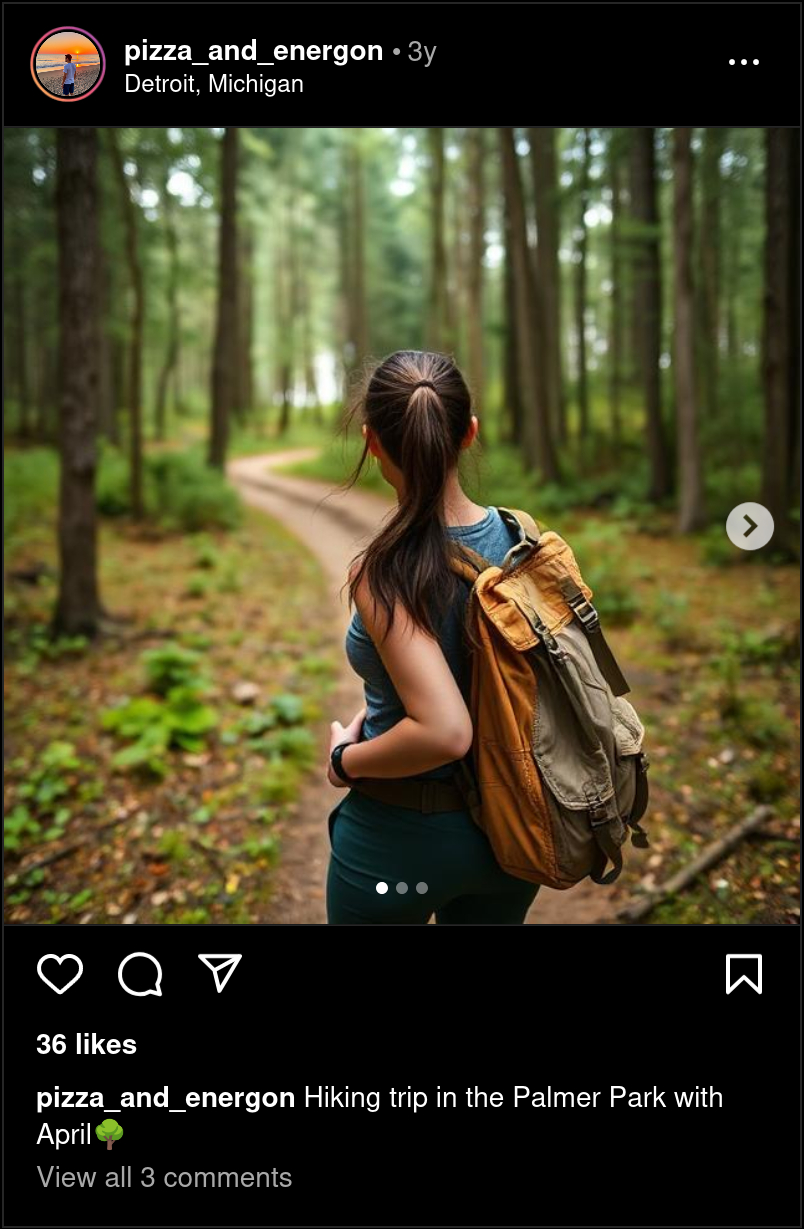 pizza_and_energon • 3y
Detroit, Michigan
36 likes
pizza_and_energon Hiking trip in the Palmer Park with
April🌳
View all 3 comments